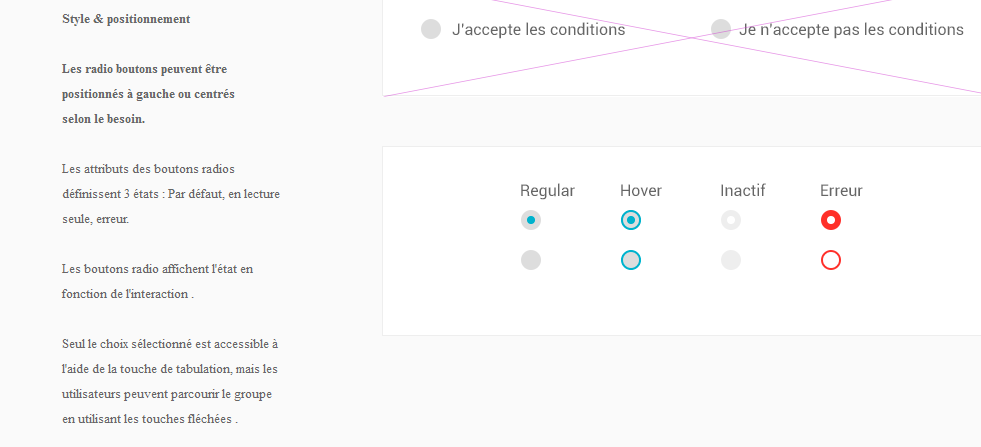 Style & positionnement
Les radio boutons peuvent être
positionnés à gauche ou centrés
selon le besoin.
Les attributs des boutons radios
définissent 3 états : Par défaut, en lecture
seule, erreur.
Les boutons radio affichent l'état en
fonction de l'interaction .
Seul le choix sélectionné est accessible à
l'aide de la touche de tabulation, mais les
utilisateurs peuvent parcourir le groupe
en utilisant les touches fléchées .
J'accepte les conditions
Je n'accepte pas les conditions
Regular
Hover
Inactif
Erreur